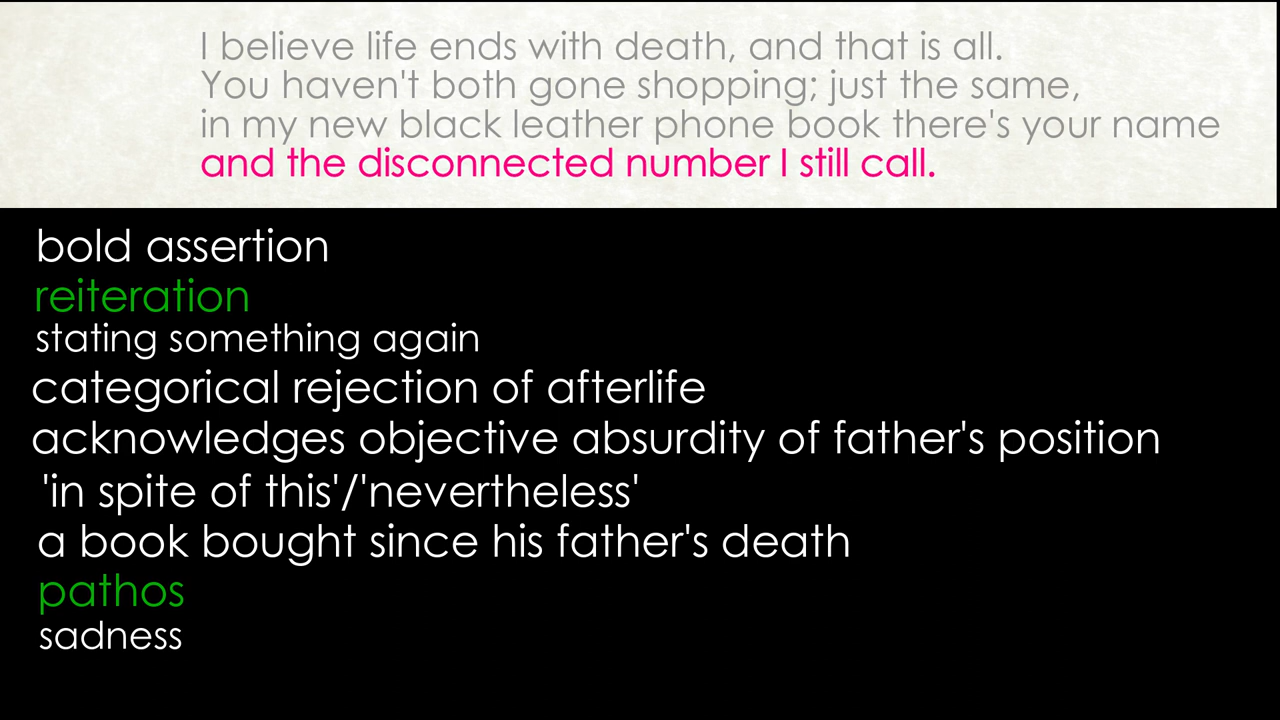 I believe life ends with death, and that is all.
You haven't both gone shopping; just the same,
in my new black leather phone book there's your name
and the disconnected number I still call.
bold assertion
reiteration
stating something again
categorical rejection of afterlife
acknowledges objective absurdity of father's position
'in spite of this'/'nevertheless'
a book bought since his father's death
pathos
sadness